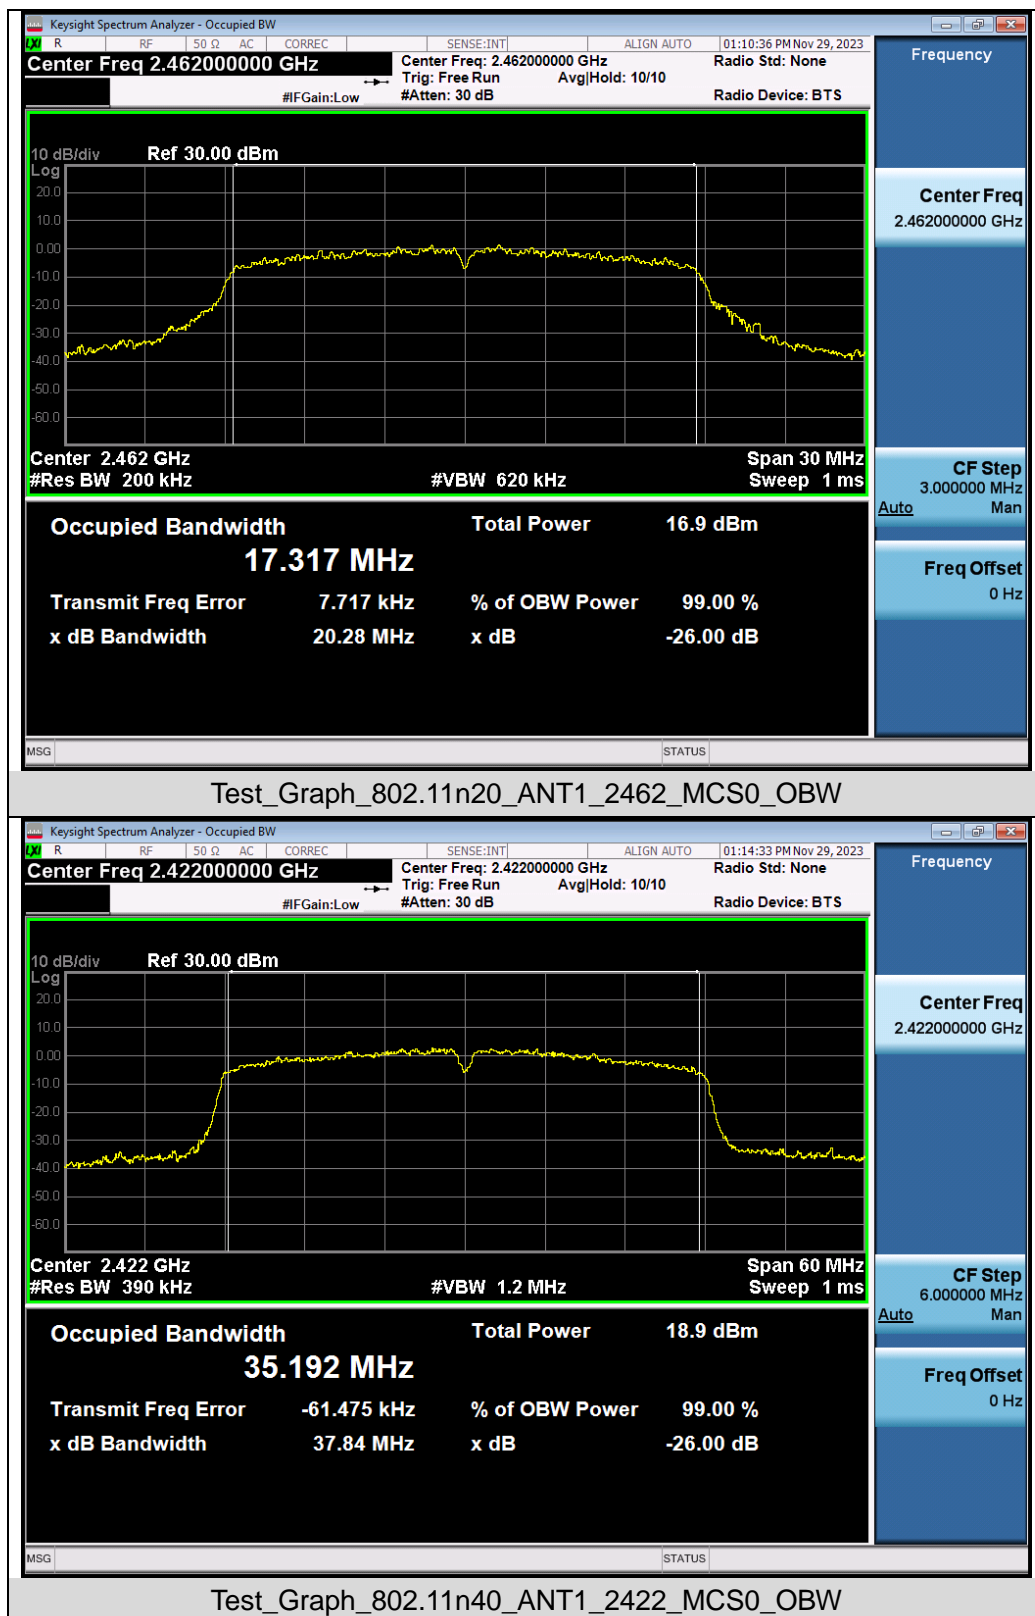 Keysight Spectrum Analyzer - Occupied BW
LXI R RF 50 Ω AC CORREC SENSE:INT ALIGN AUTO 01:10:36 PM Nov 29, 2023
Center Freq 2.462000000 GHz Center Freq: 2.462000000 GHz Radio Std: None
Trig: Free Run Avg|Hold: 10/10
#IFGain:Low #Atten: 30 dB Radio Device: BTS
10 dB/div Ref 30.00 dBm
Log
20.0
10.0
0.00
-10.0
-20.0
-30.0
-40.0
-50.0
-60.0
Center 2.462 GHz Span 30 MHz
#Res BW 200 kHz #VBW 620 kHz Sweep 1 ms
Occupied Bandwidth Total Power 16.9 dBm
17.317 MHz
Transmit Freq Error 7.717 kHz % of OBW Power 99.00 %
x dB Bandwidth 20.28 MHz x dB -26.00 dB
MSG STATUS
Frequency
Center Freq
2.462000000 GHz
CF Step
3.000000 MHz
Auto Man
Freq Offset
0 Hz
Test_Graph_802.11n20_ANT1_2462_MCS0_OBW
Keysight Spectrum Analyzer - Occupied BW
LXI R RF 50 Ω AC CORREC SENSE:INT ALIGN AUTO 01:14:33 PM Nov 29, 2023
Center Freq 2.422000000 GHz Center Freq: 2.422000000 GHz Radio Std: None
Trig: Free Run Avg|Hold: 10/10
#IFGain:Low #Atten: 30 dB Radio Device: BTS
10 dB/div Ref 30.00 dBm
Log
20.0
10.0
0.00
-10.0
-20.0
-30.0
-40.0
-50.0
-60.0
Center 2.422 GHz Span 60 MHz
#Res BW 390 kHz #VBW 1.2 MHz Sweep 1 ms
Occupied Bandwidth Total Power 18.9 dBm
35.192 MHz
Transmit Freq Error -61.475 kHz % of OBW Power 99.00 %
x dB Bandwidth 37.84 MHz x dB -26.00 dB
MSG STATUS
Frequency
Center Freq
2.422000000 GHz
CF Step
6.000000 MHz
Auto Man
Freq Offset
0 Hz
Test_Graph_802.11n40_ANT1_2422_MCS0_OBW